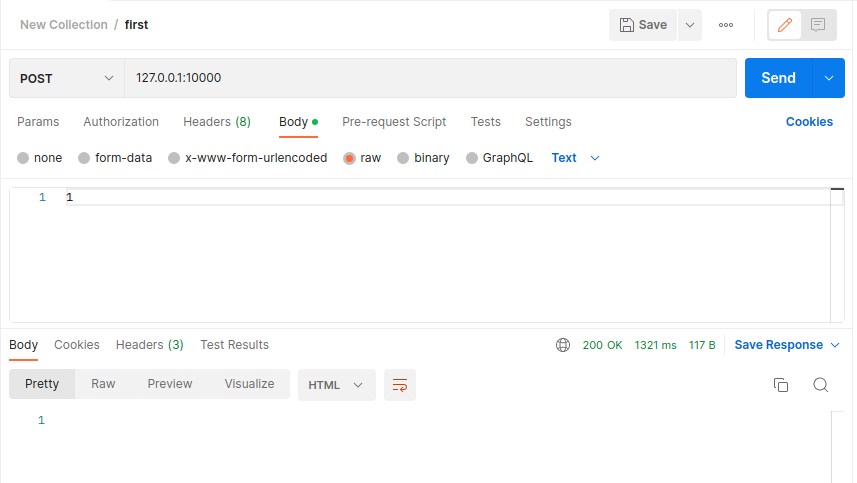 New Collection / first Save
POST 127.0.0.1:10000 Send
Params Authorization Headers (8) Body Pre-request Script Tests Settings Cookies
none form-data x-www-form-urlencoded raw binary GraphQL Text
1 1
Body Cookies Headers (3) Test Results 200 OK 1321 ms 117 B Save Response
Pretty Raw Preview Visualize HTML
1